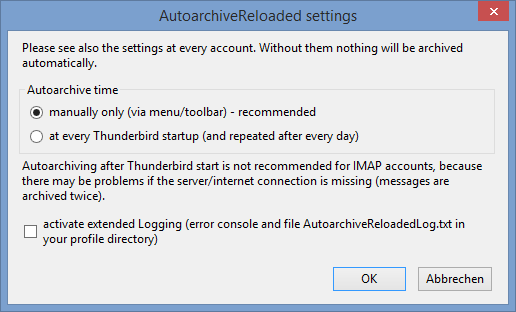 AutoarchiveReloaded settings
Please see also the settings at every account. Without them nothing will be archived
automatically.
Autoarchive time
manually only (via menu/toolbar) - recommended
at every Thunderbird startup (and repeated after every day)
Autoarchiving after Thunderbird start is not recommended for IMAP accounts, because
there may be problems if the server/internet connection is missing (messages are
archived twice).
activate extended Logging (error console and file AutoarchiveReloadedLog.txt in
your profile directory)
OK
Abbrechen